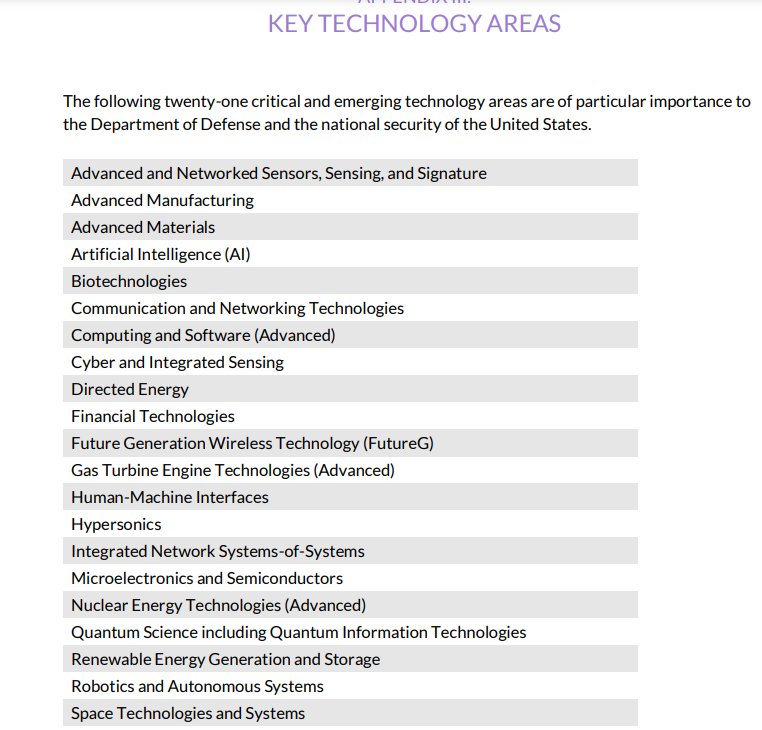 KEY TECHNOLOGY AREAS
The following twenty-one critical and emerging technology areas are of particular importance to
the Department of Defense and the national security of the United States.
Advanced and Networked Sensors, Sensing, and Signature
Advanced Manufacturing
Advanced Materials
Artificial Intelligence (AI)
Biotechnologies
Communication and Networking Technologies
Computing and Software (Advanced)
Cyber and Integrated Sensing
Directed Energy
Financial Technologies
Future Generation Wireless Technology (FutureG)
Gas Turbine Engine Technologies (Advanced)
Human-Machine Interfaces
Hypersonics
Integrated Network Systems-of-Systems
Microelectronics and Semiconductors
Nuclear Energy Technologies (Advanced)
Quantum Science including Quantum Information Technologies
Renewable Energy Generation and Storage
Robotics and Autonomous Systems
Space Technologies and Systems